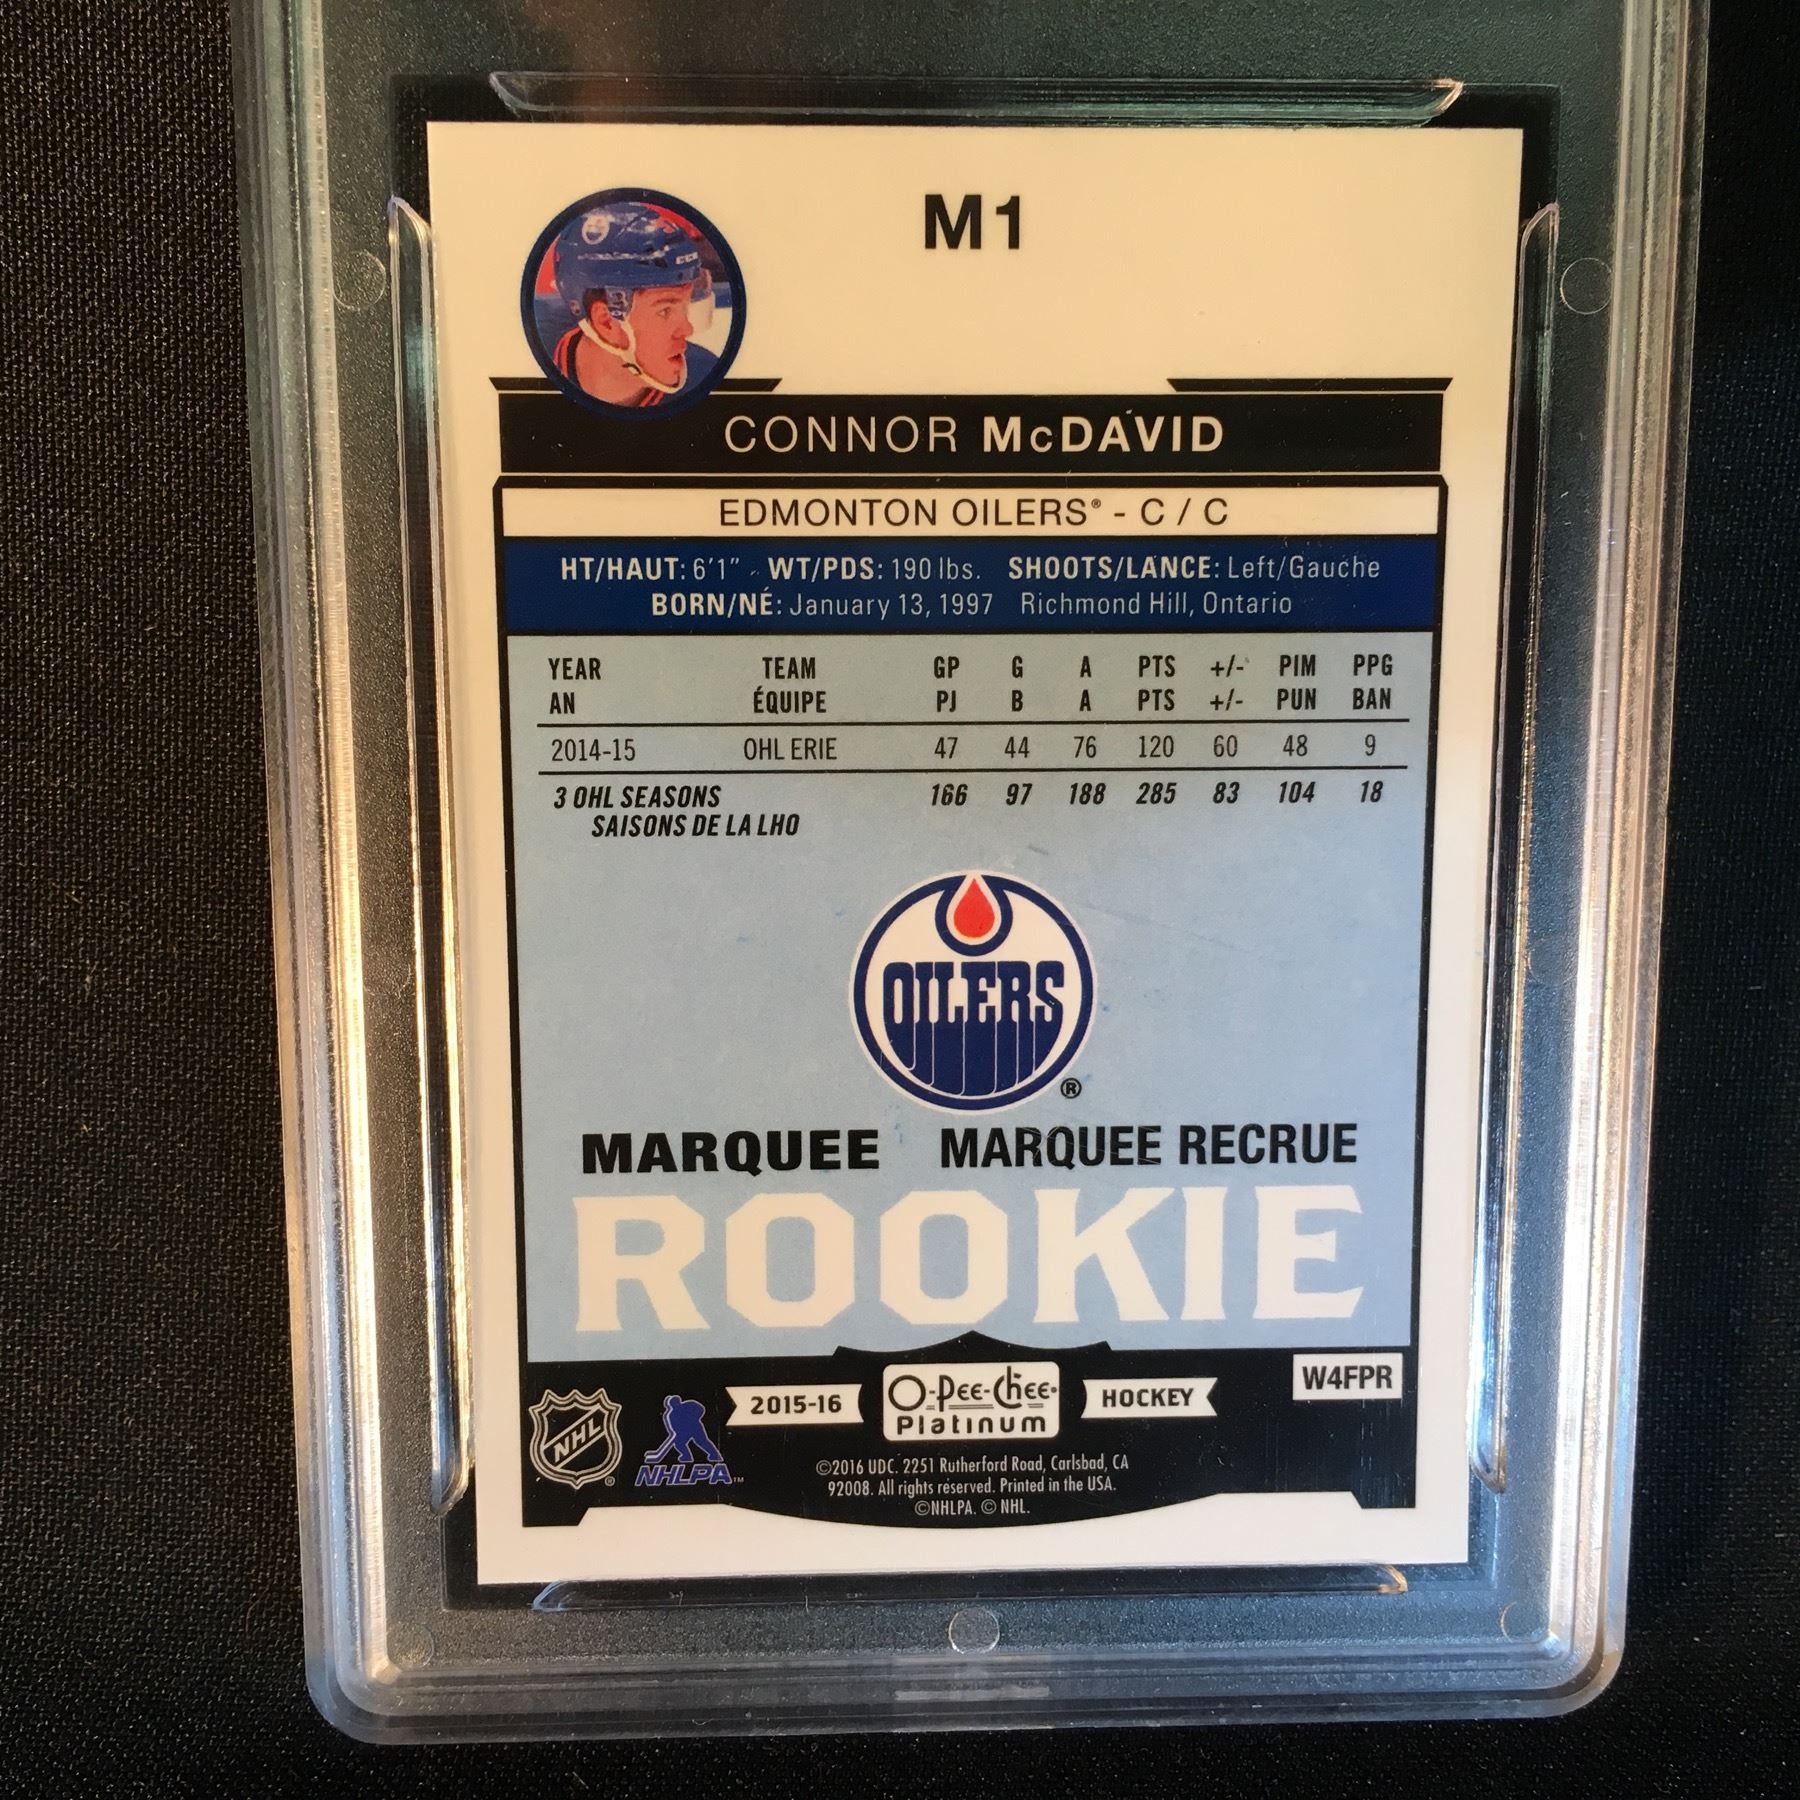 M1
CONNOR McDAVID
EDMONTON OILERS® - C / C
HT/HAUT: 6'1" WT/PDS: 190 lbs. SHOOTS/LANCE: Left/Gauche
BORN/NÉ: January 13, 1997 Richmond Hill, Ontario
YEAR TEAM GP G A PTS +/- PIM PPG
AN ÉQUIPE PJ B A PTS +/- PUN BAN
2014-15 OHL ERIE 47 44 76 120 60 48 9
3 OHL SEASONS 166 97 188 285 83 104 18
SAISONS DE LA LHO
OILERS
®
MARQUEE MARQUEE RECRUE
ROOKIE
W4FPR
NHL ® NHLPA™ 2015-16 O-Pee-Chee® HOCKEY
Platinum
©2016 UDC. 2251 Rutherford Road, Carlsbad, CA
92008. All rights reserved. Printed in the USA.
©NHLPA. © NHL.